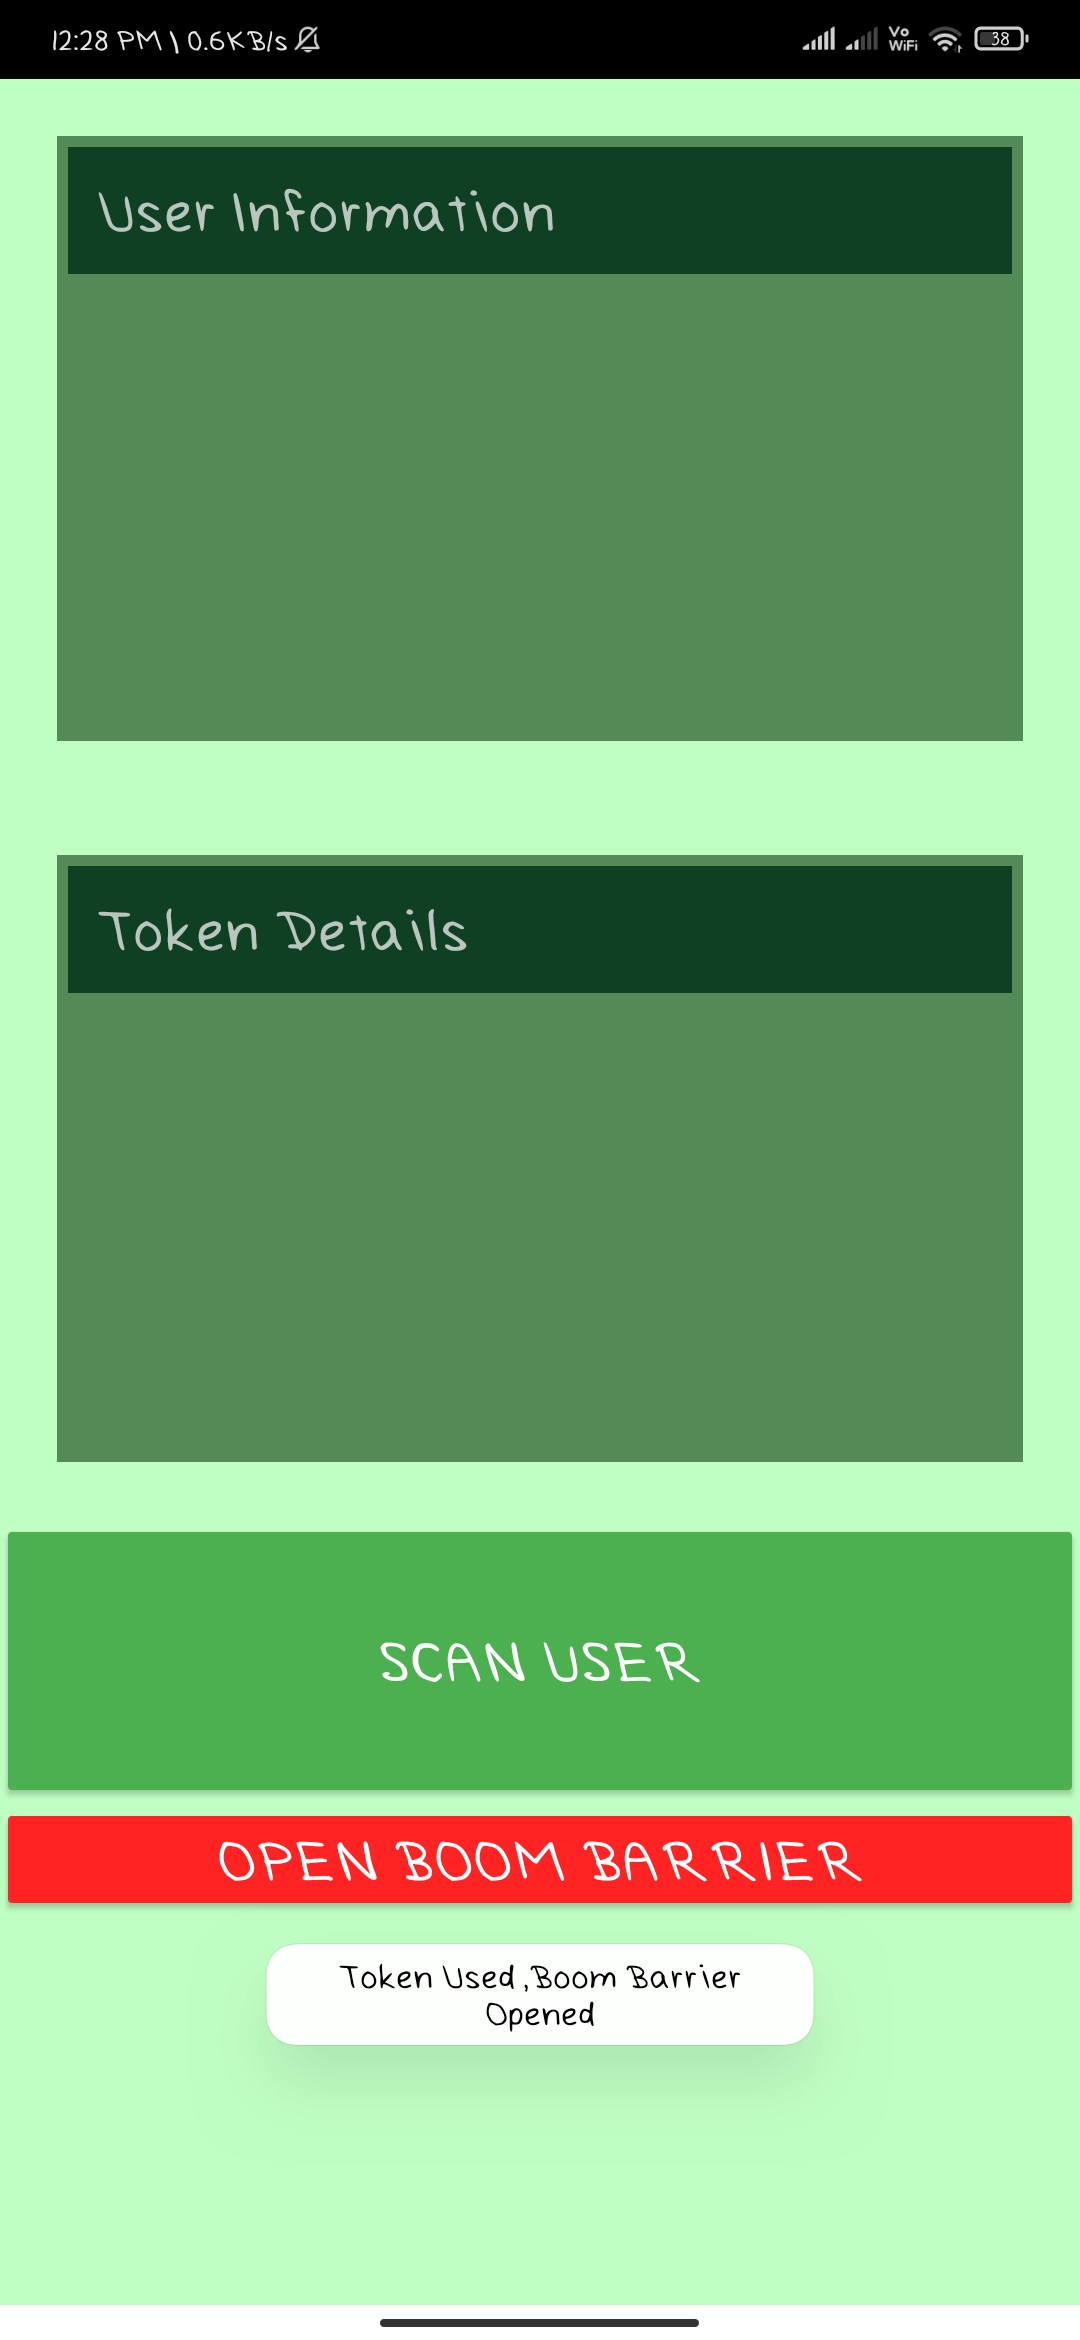 12:28 PM | 0.6KB/s
Vo
WiFi
38
User Information
Token Details
SCAN USER
OPEN BOOM BARRIER
Token Used ,Boom Barrier
Opened